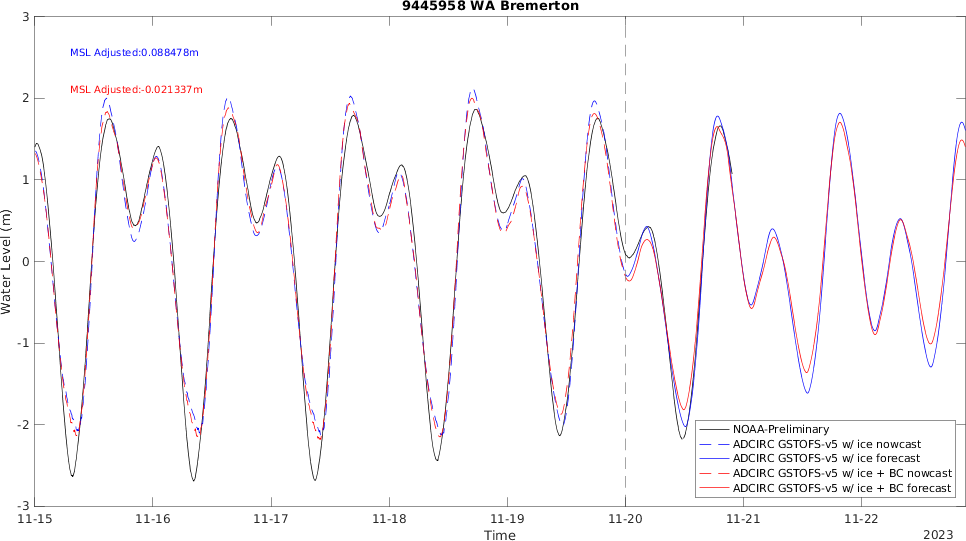 9445958 WA Bremerton
3
MSL Adjusted:0.088478m
MSL Adjusted:-0.021337m
2
1
0
-1
-2
-3
Water Level (m)
NOAA-Preliminary
ADCIRC GSTOFS-v5 w/ ice nowcast
ADCIRC GSTOFS-v5 w/ ice forecast
ADCIRC GSTOFS-v5 w/ ice + BC nowcast
ADCIRC GSTOFS-v5 w/ ice + BC forecast
11-15 11-16 11-17 11-18 11-19 11-20 11-21 11-22
Time
2023